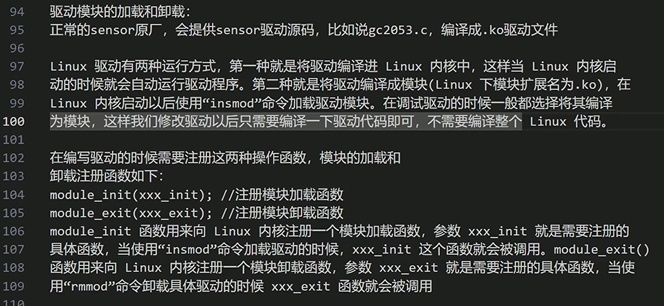 94 驱动模块的加载和卸载：
95 正常的sensor原厂，会提供sensor驱动源码，比如说gc2053.c，编译成.ko驱动文件
96
97 Linux 驱动有两种运行方式，第一种就是将驱动编译进 Linux 内核中，这样当 Linux 内核启
98 动的时候就会自动运行驱动程序。第二种就是将驱动编译成模块(Linux 下模块扩展名为.ko)，在
99 Linux 内核启动以后使用“insmod”命令加载驱动模块。在调试驱动的时候一般都选择将其编译
100 为模块，这样我们修改驱动以后只需要编译一下驱动代码即可，不需要编译整个 Linux 代码。
101
102 在编写驱动的时候需要注册这两种操作函数，模块的加载和
103 卸载函数如下：
104 module_init(xxx_init); //注册模块加载函数
105 module_exit(xxx_exit); //注册模块卸载函数
106 module_init 函数用来向 Linux 内核注册一个模块加载函数，参数 xxx_init 就是需要注册的
107 具体函数，当使用“insmod”命令加载驱动的时候，xxx_init 这个函数就会被调用。module_exit()
108 函数用来向 Linux 内核注册一个模块卸载函数，参数 xxx_exit 就是需要注册的具体函数，当使
109 用“rmmod”命令卸载具体驱动的时候 xxx_exit 函数就会被调用
110